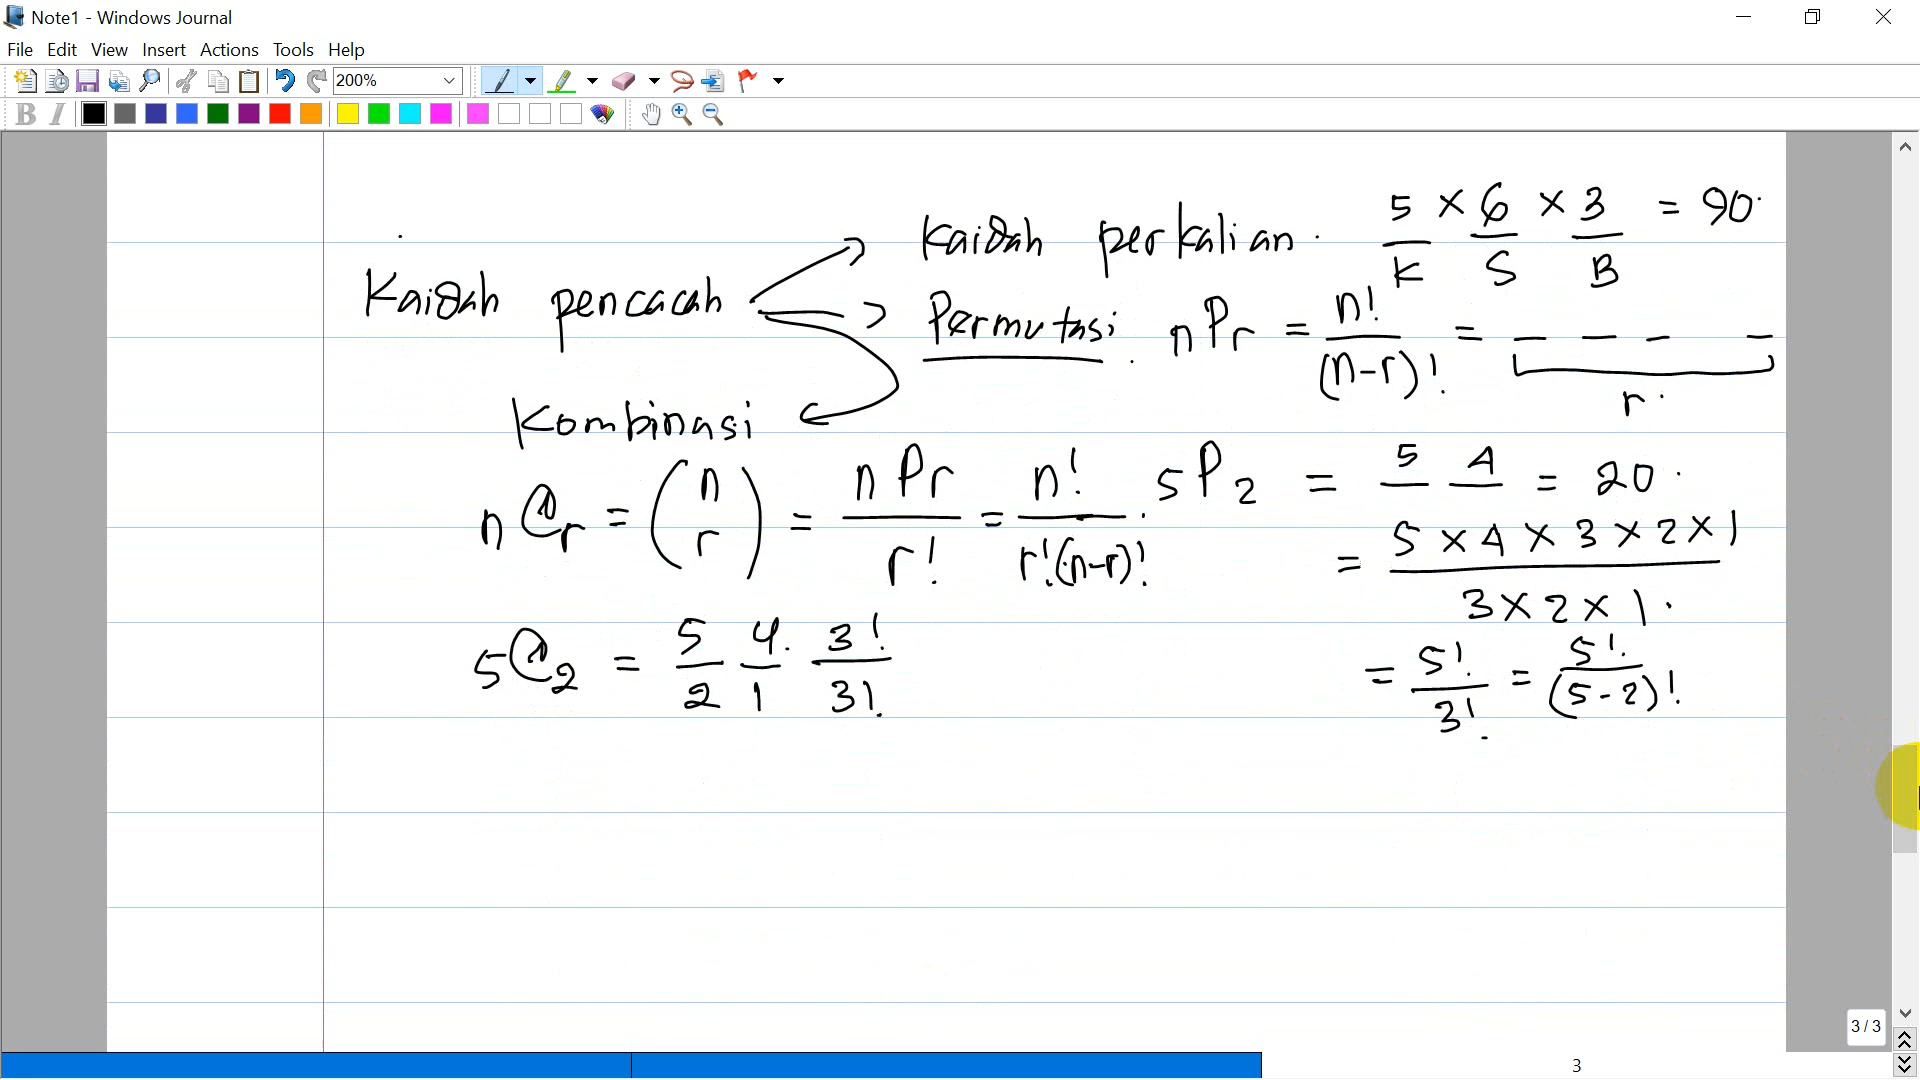 Note1 - Windows Journal
File Edit View Insert Actions Tools Help
200%
B I
Kaidah pencacah
Kaidah perkalian. 5/K × 6/S × 3/B = 90.
Permutasi. nPr = n!/(n-r)! = _ _ _ _
r.
Kombinasi
nCr = (n r) = nPr/r! = n!/r!(n-r)!.
5P2 = 5 4 = 20.
= 5 × 4 × 3 × 2 × 1 / 3 × 2 × 1.
= 5!/3! = 5!/(5-2)!
5C2 = 5/2 4/1 . 3!/3!
3/3
3